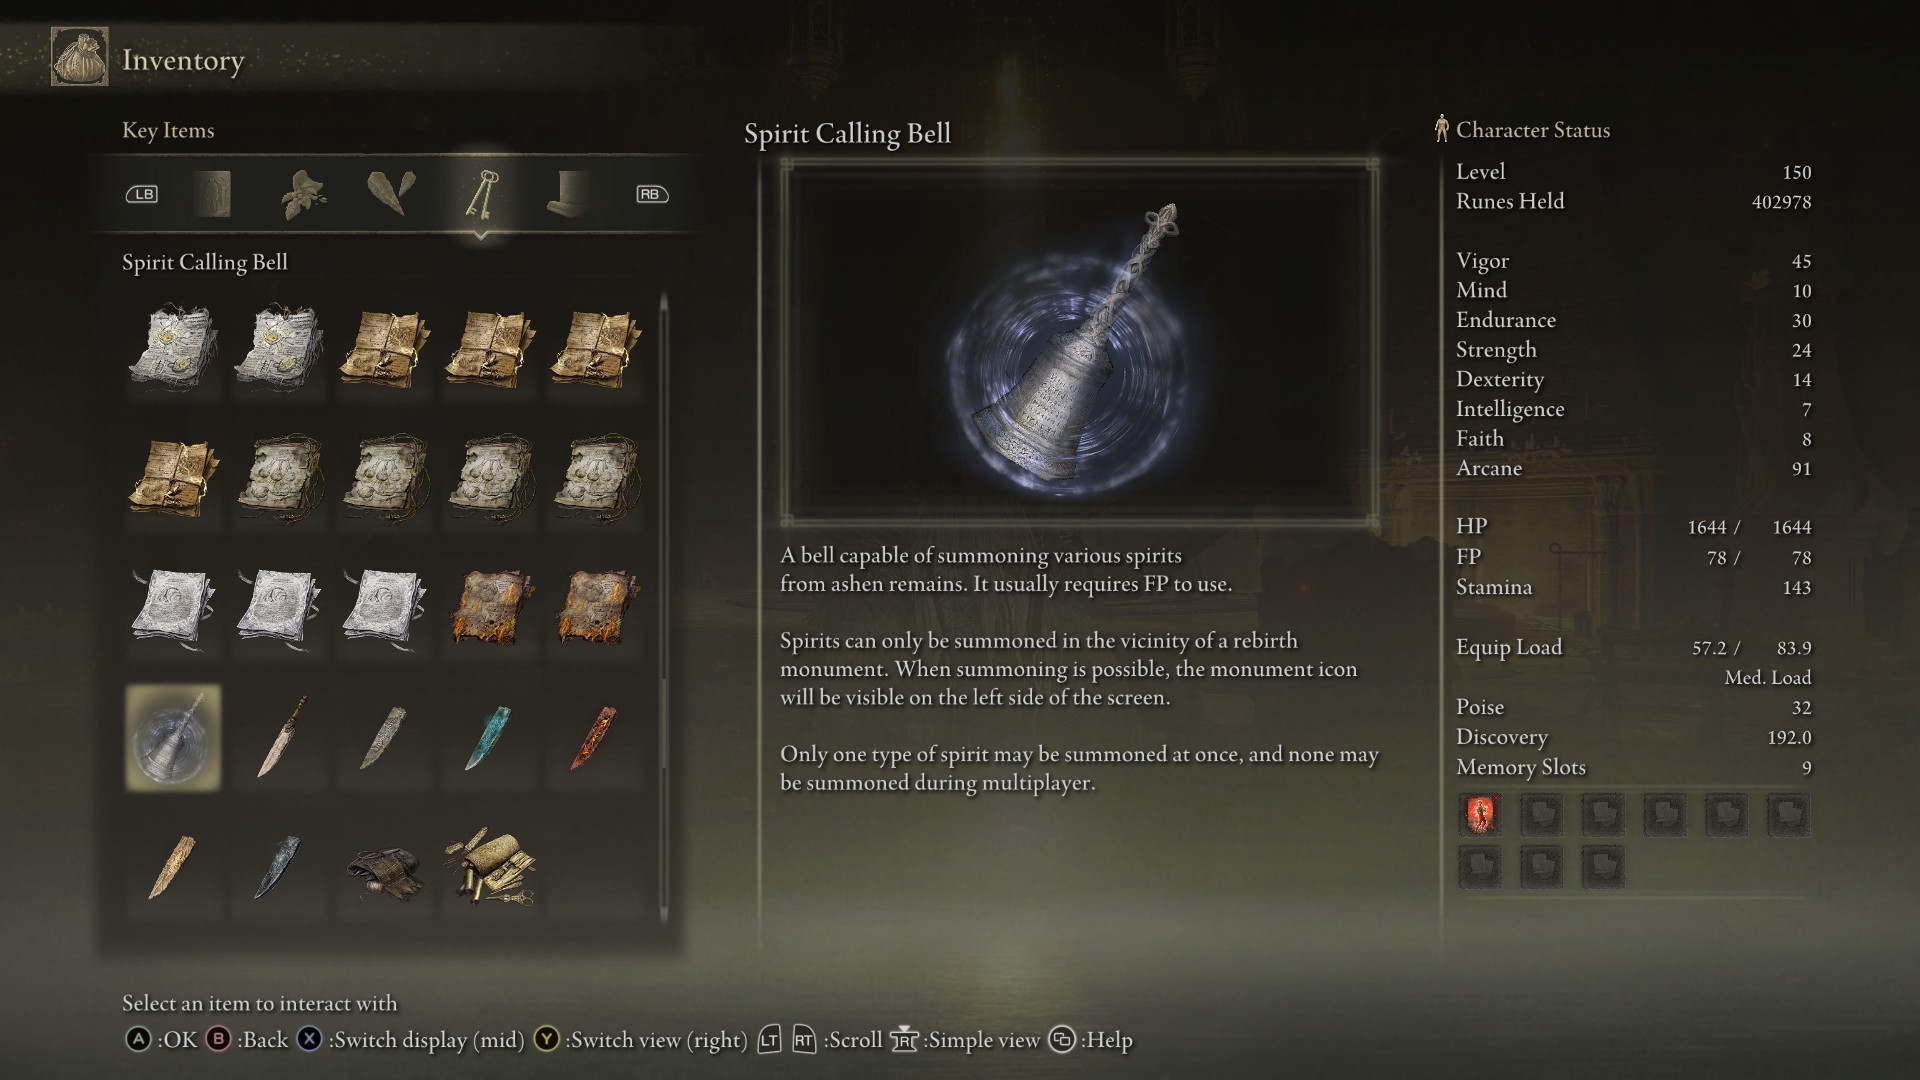 Inventory
Key Items
LB
RB
Spirit Calling Bell
Spirit Calling Bell
A bell capable of summoning various spirits
from ashen remains. It usually requires FP to use.
Spirits can only be summoned in the vicinity of a rebirth
monument. When summoning is possible, the monument icon
will be visible on the left side of the screen.
Only one type of spirit may be summoned at once, and none may
be summoned during multiplayer.
Character Status
Level 150
Runes Held 402978
Vigor 45
Mind 10
Endurance 30
Strength 24
Dexterity 14
Intelligence 7
Faith 8
Arcane 91
HP 1644 / 1644
FP 78 / 78
Stamina 143
Equip Load 57.2 / 83.9
Med. Load
Poise 32
Discovery 192.0
Memory Slots 9
Select an item to interact with
A :OK B :Back X :Switch display (mid) Y :Switch view (right) LT RT :Scroll R :Simple view :Help